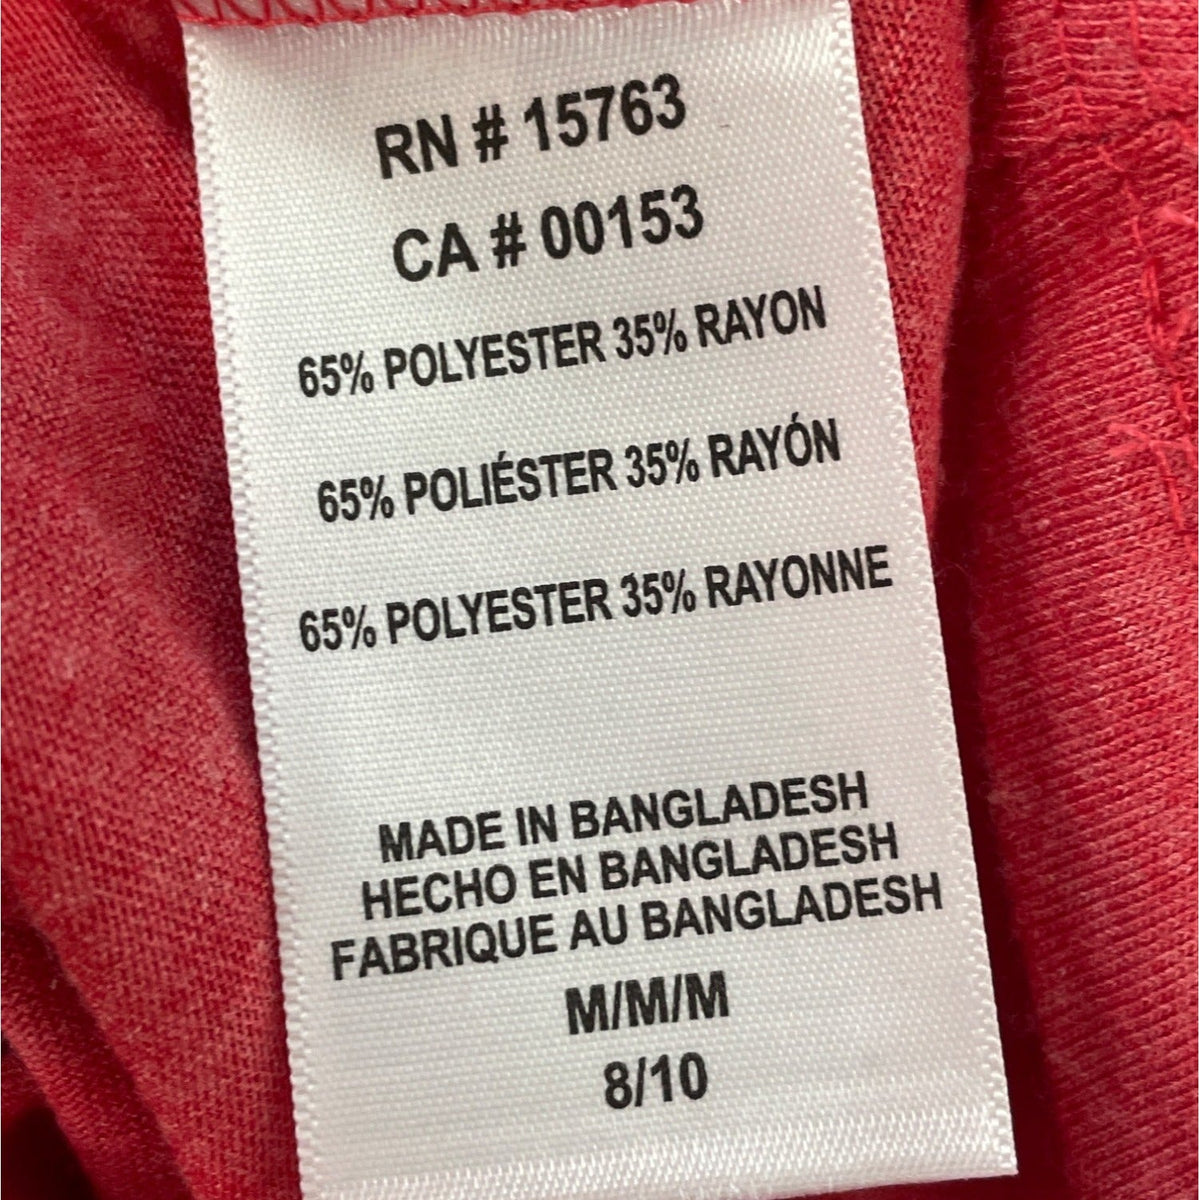 RN # 15763
CA # 00153
65% POLYESTER 35% RAYON
65% POLIÉSTER 35% RAYÓN
65% POLYESTER 35% RAYONNE
MADE IN BANGLADESH
HECHO EN BANGLADESH
FABRIQUE AU BANGLADESH
M/M/M
8/10